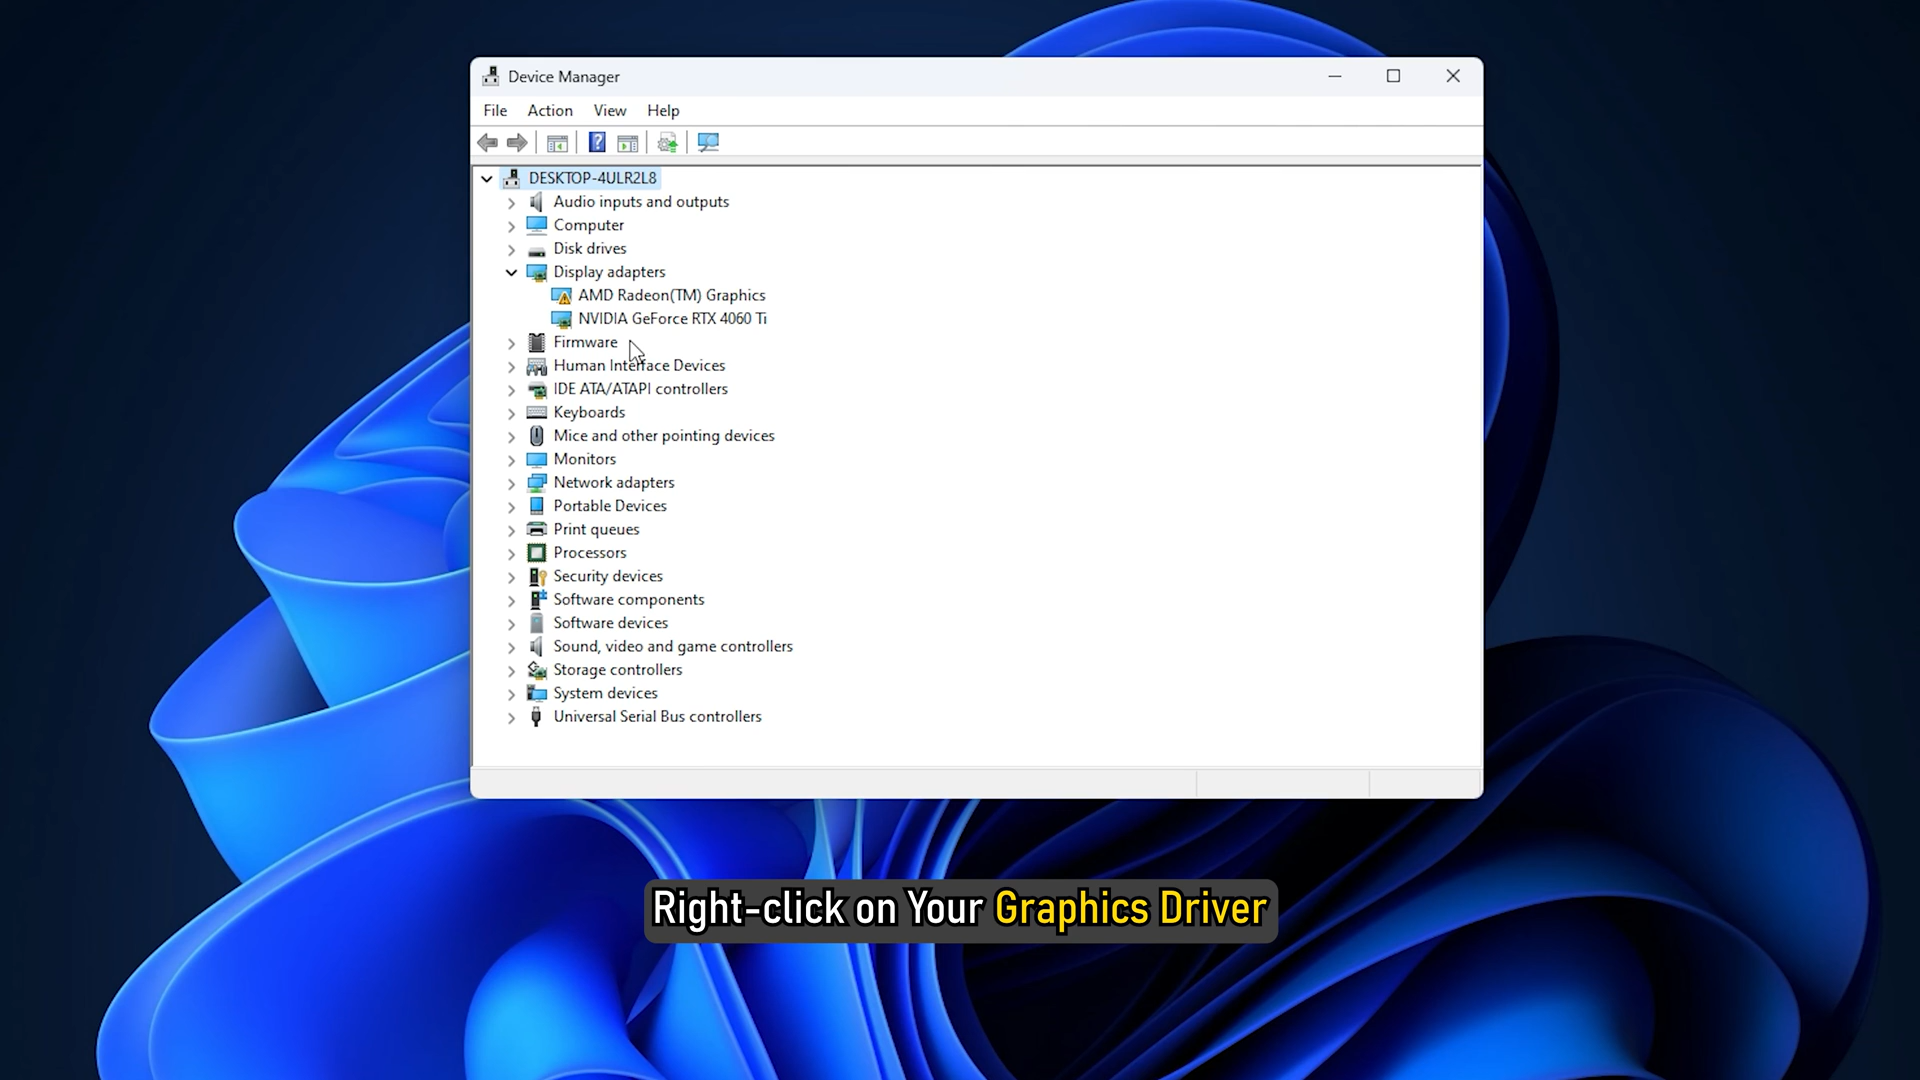 Device Manager
File Action View Help
DESKTOP-4ULR2L8
Audio inputs and outputs
Computer
Disk drives
Display adapters
AMD Radeon(TM) Graphics
NVIDIA GeForce RTX 4060 Ti
Firmware
Human Interface Devices
IDE ATA/ATAPI controllers
Keyboards
Mice and other pointing devices
Monitors
Network adapters
Portable Devices
Print queues
Processors
Security devices
Software components
Software devices
Sound, video and game controllers
Storage controllers
System devices
Universal Serial Bus controllers
Right-click on Your Graphics Driver